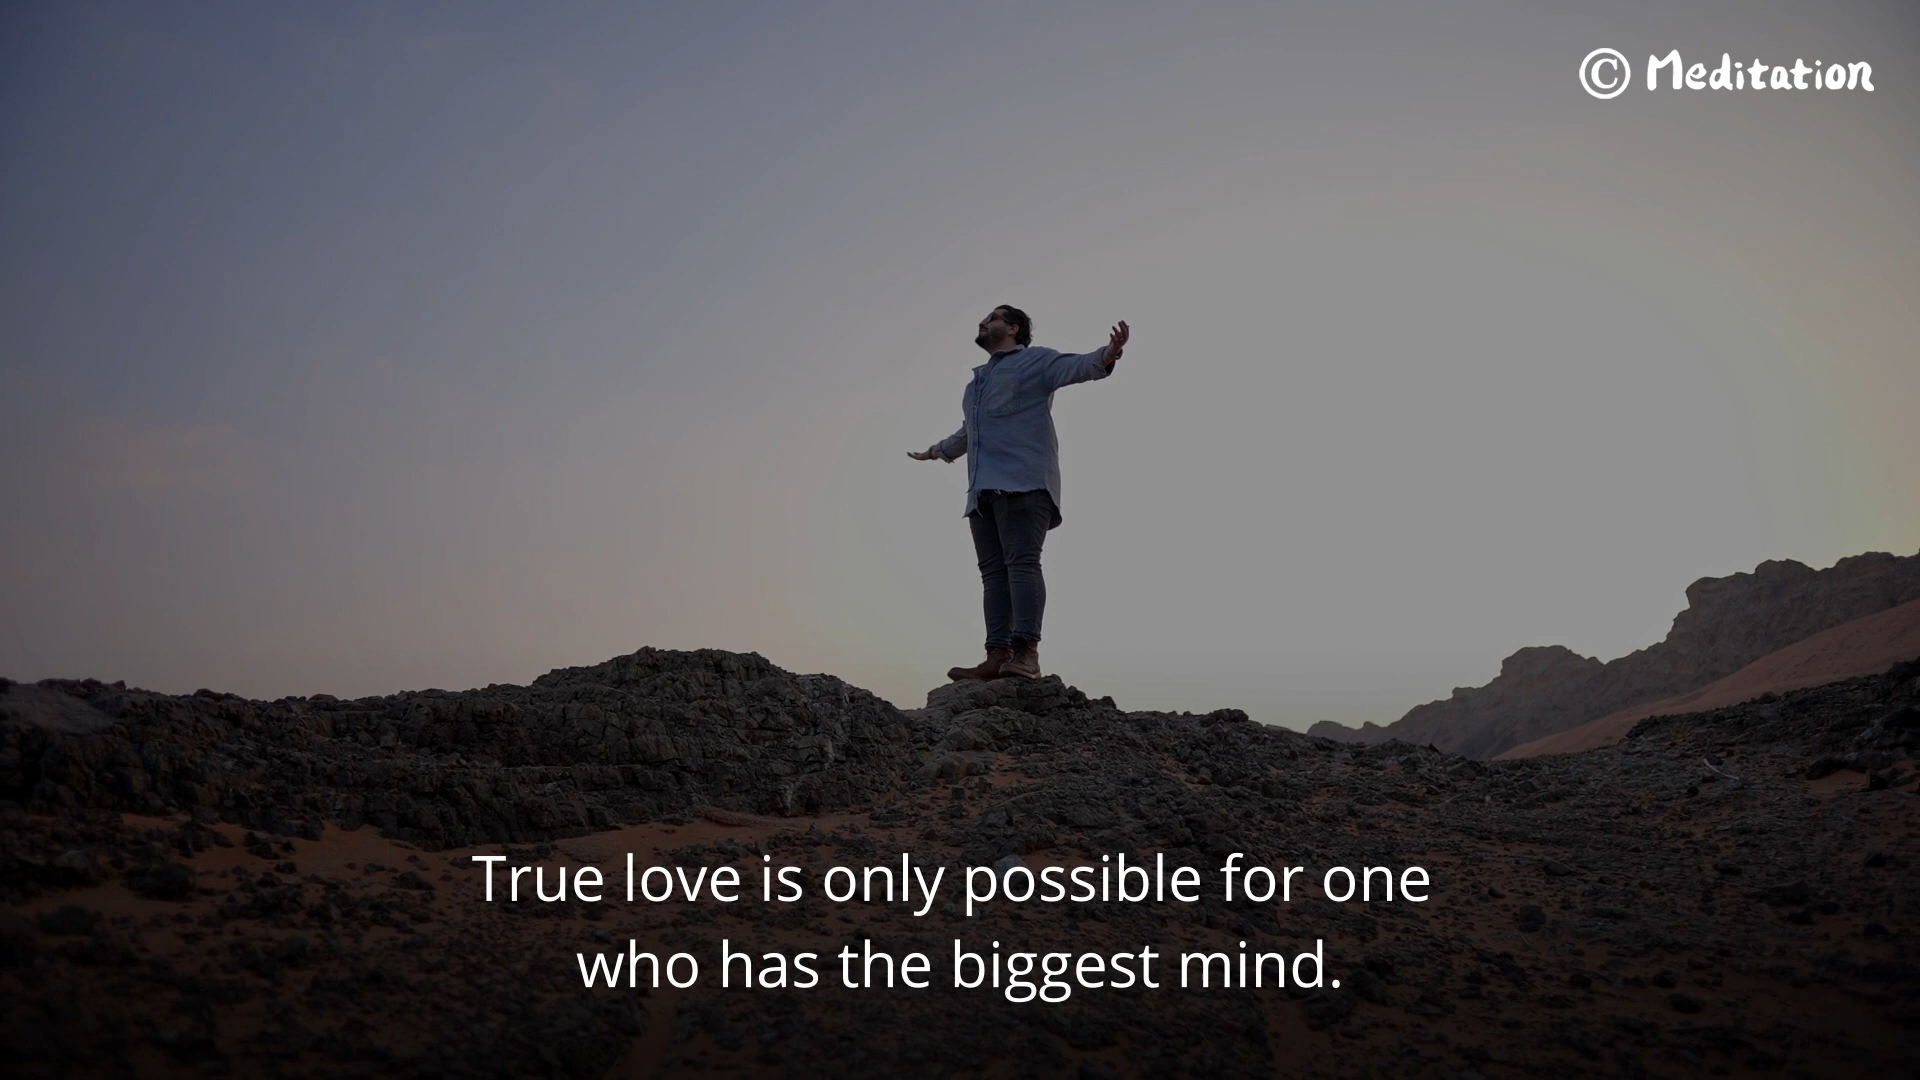 © Meditation
True love is only possible for one
who has the biggest mind.